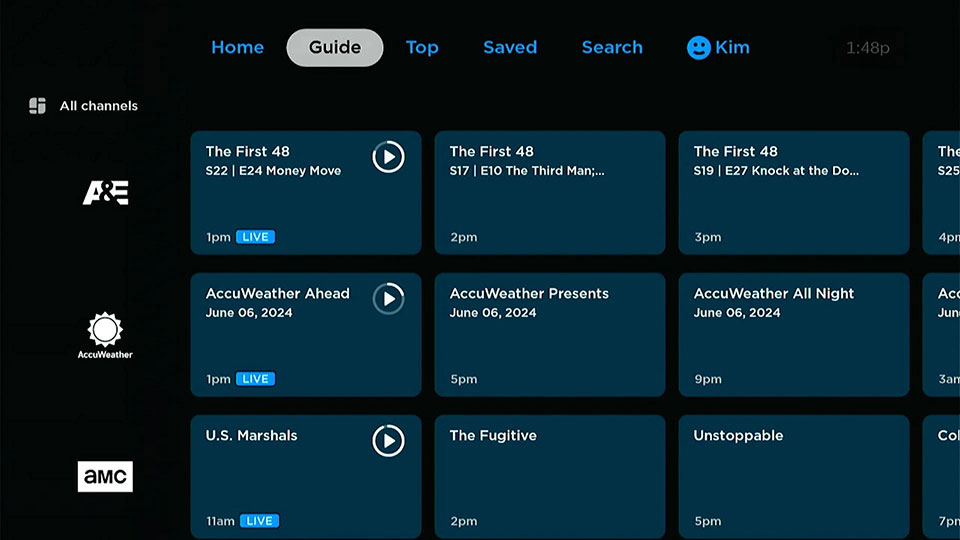 Home Guide Top Saved Search Kim 1:48p
All channels
A&E
The First 48
S22 | E24 Money Move
1pm LIVE
The First 48
S17 | E10 The Third Man;...
2pm
The First 48
S19 | E27 Knock at the Do...
3pm
The
S25
4pm
AccuWeather
AccuWeather Ahead
June 06, 2024
1pm LIVE
AccuWeather Presents
June 06, 2024
5pm
AccuWeather All Night
June 06, 2024
9pm
Acc
Jun
3am
aMC
U.S. Marshals
11am LIVE
The Fugitive
2pm
Unstoppable
5pm
Col
7pm